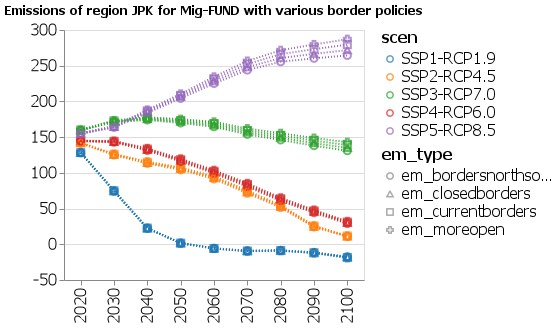 Emissions of region JPK for Mig-FUND with various border policies
300
250
200
150
100
50
0
-50
2020
2030
2040
2050
2060
2070
2080
2090
2100
scen
SSP1-RCP1.9
SSP2-RCP4.5
SSP3-RCP7.0
SSP4-RCP6.0
SSP5-RCP8.5
em_type
em_bordersnorthso...
em_closedborders
em_currentborders
em_moreopen